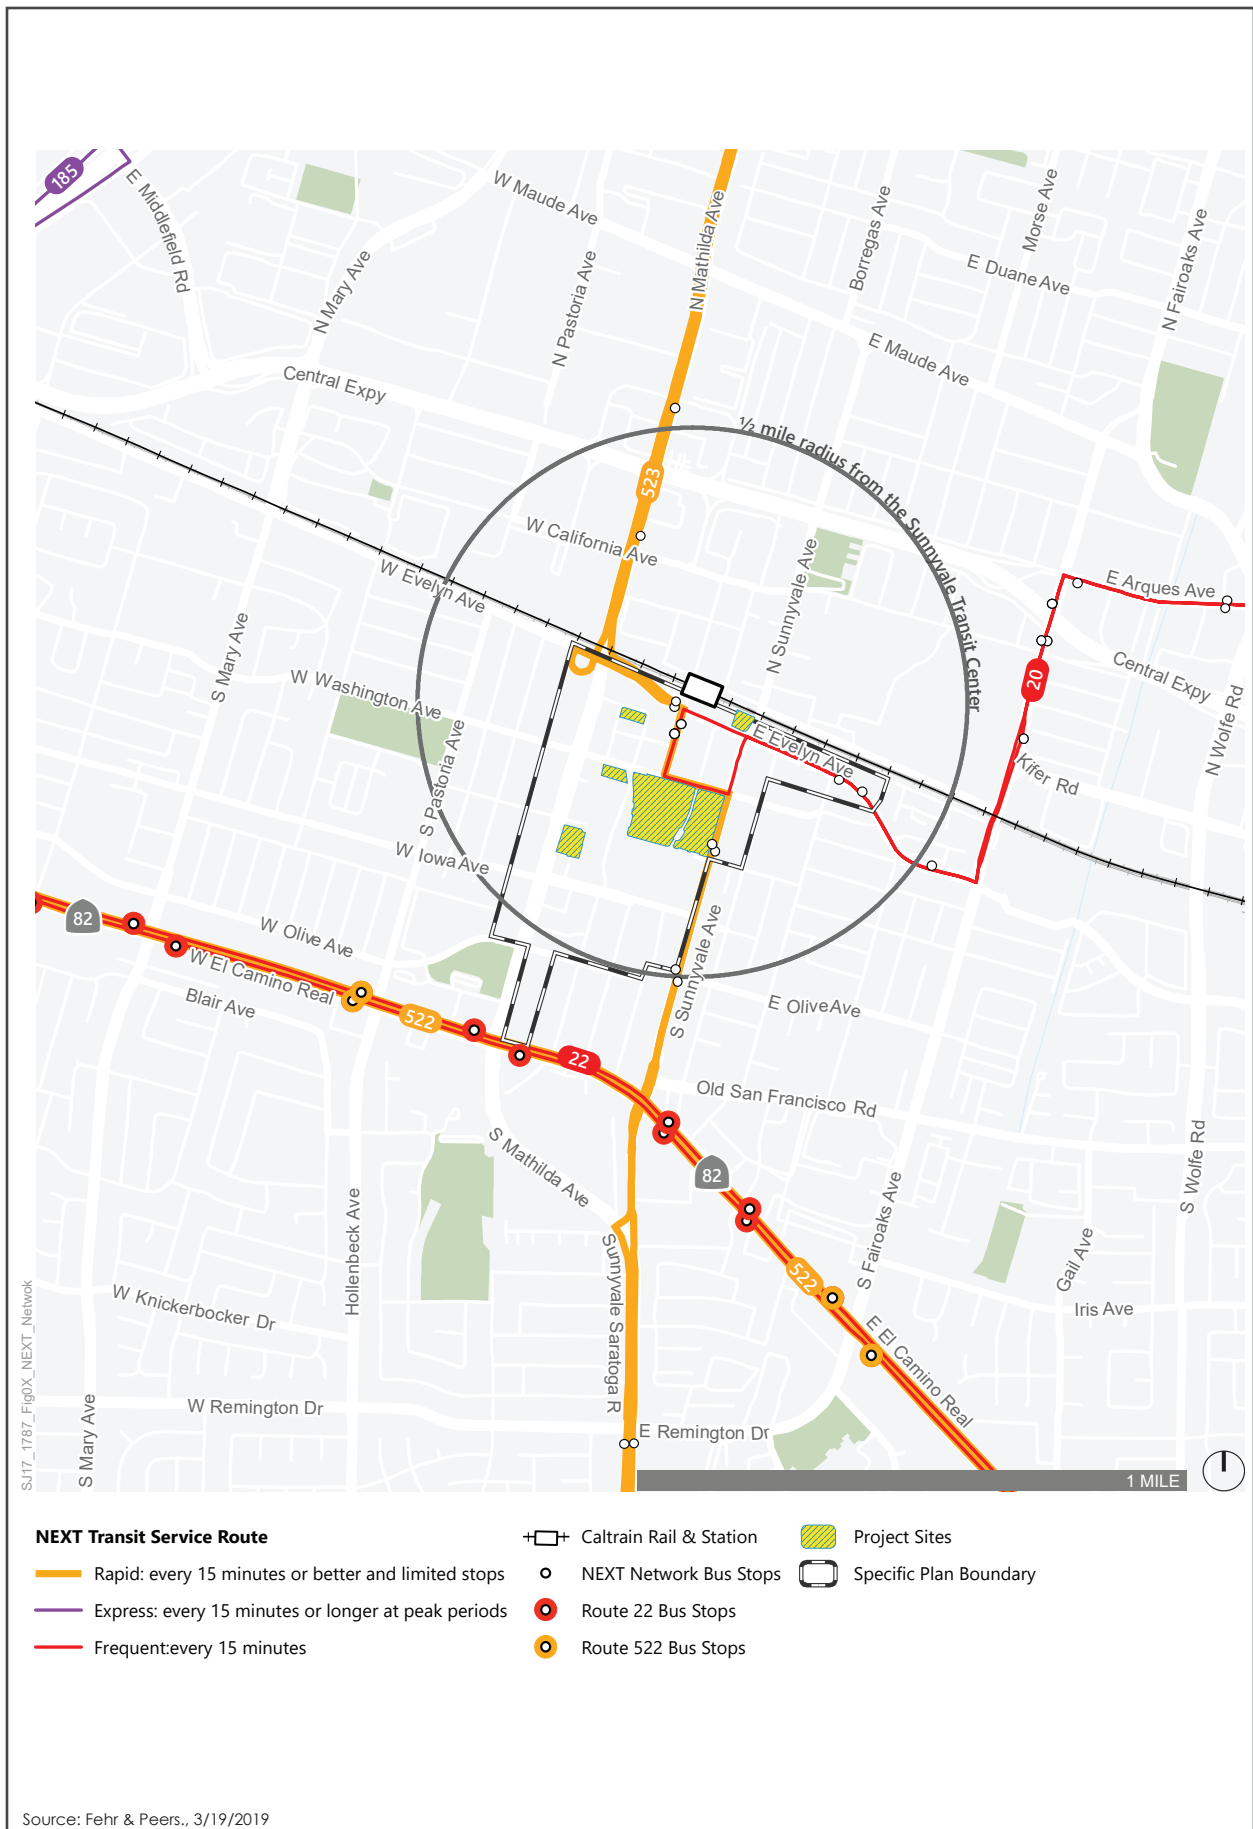 185
E Middlefield Rd
W Maude Ave
N Mary Ave
N Pastoria Ave
N Mathilda Ave
Borregas Ave
Morse Ave
E Duane Ave
N Fairoaks Ave
E Maude Ave
Central Expy
½ mile radius from the Sunnyvale Transit Center
523
W California Ave
W Evelyn Ave
N Sunnyvale Ave
E Arques Ave
Central Expy
20
N Wolfe Rd
Kifer Rd
S Mary Ave
W Washington Ave
E Evelyn Ave
S Pastoria Ave
W Iowa Ave
82
W Olive Ave
W El Camino Real
Blair Ave
522
S Sunnyvale Ave
E OliveAve
22
Old San Francisco Rd
S Mathilda Ave
82
S Wolfe Rd
Hollenbeck Ave
S Fairoaks Ave
Sunnyvale Saratoga R
522
Gail Ave
Iris Ave
W Knickerbocker Dr
E El Camino Real
W Remington Dr
E Remington Dr
S Mary Ave
1 MILE
SJ17_1787_Fig0X_NEXT_Netwok
NEXT Transit Service Route
Rapid: every 15 minutes or better and limited stops
Express: every 15 minutes or longer at peak periods
Frequent:every 15 minutes
Caltrain Rail & Station
NEXT Network Bus Stops
Route 22 Bus Stops
Route 522 Bus Stops
Project Sites
Specific Plan Boundary
Source: Fehr & Peers., 3/19/2019